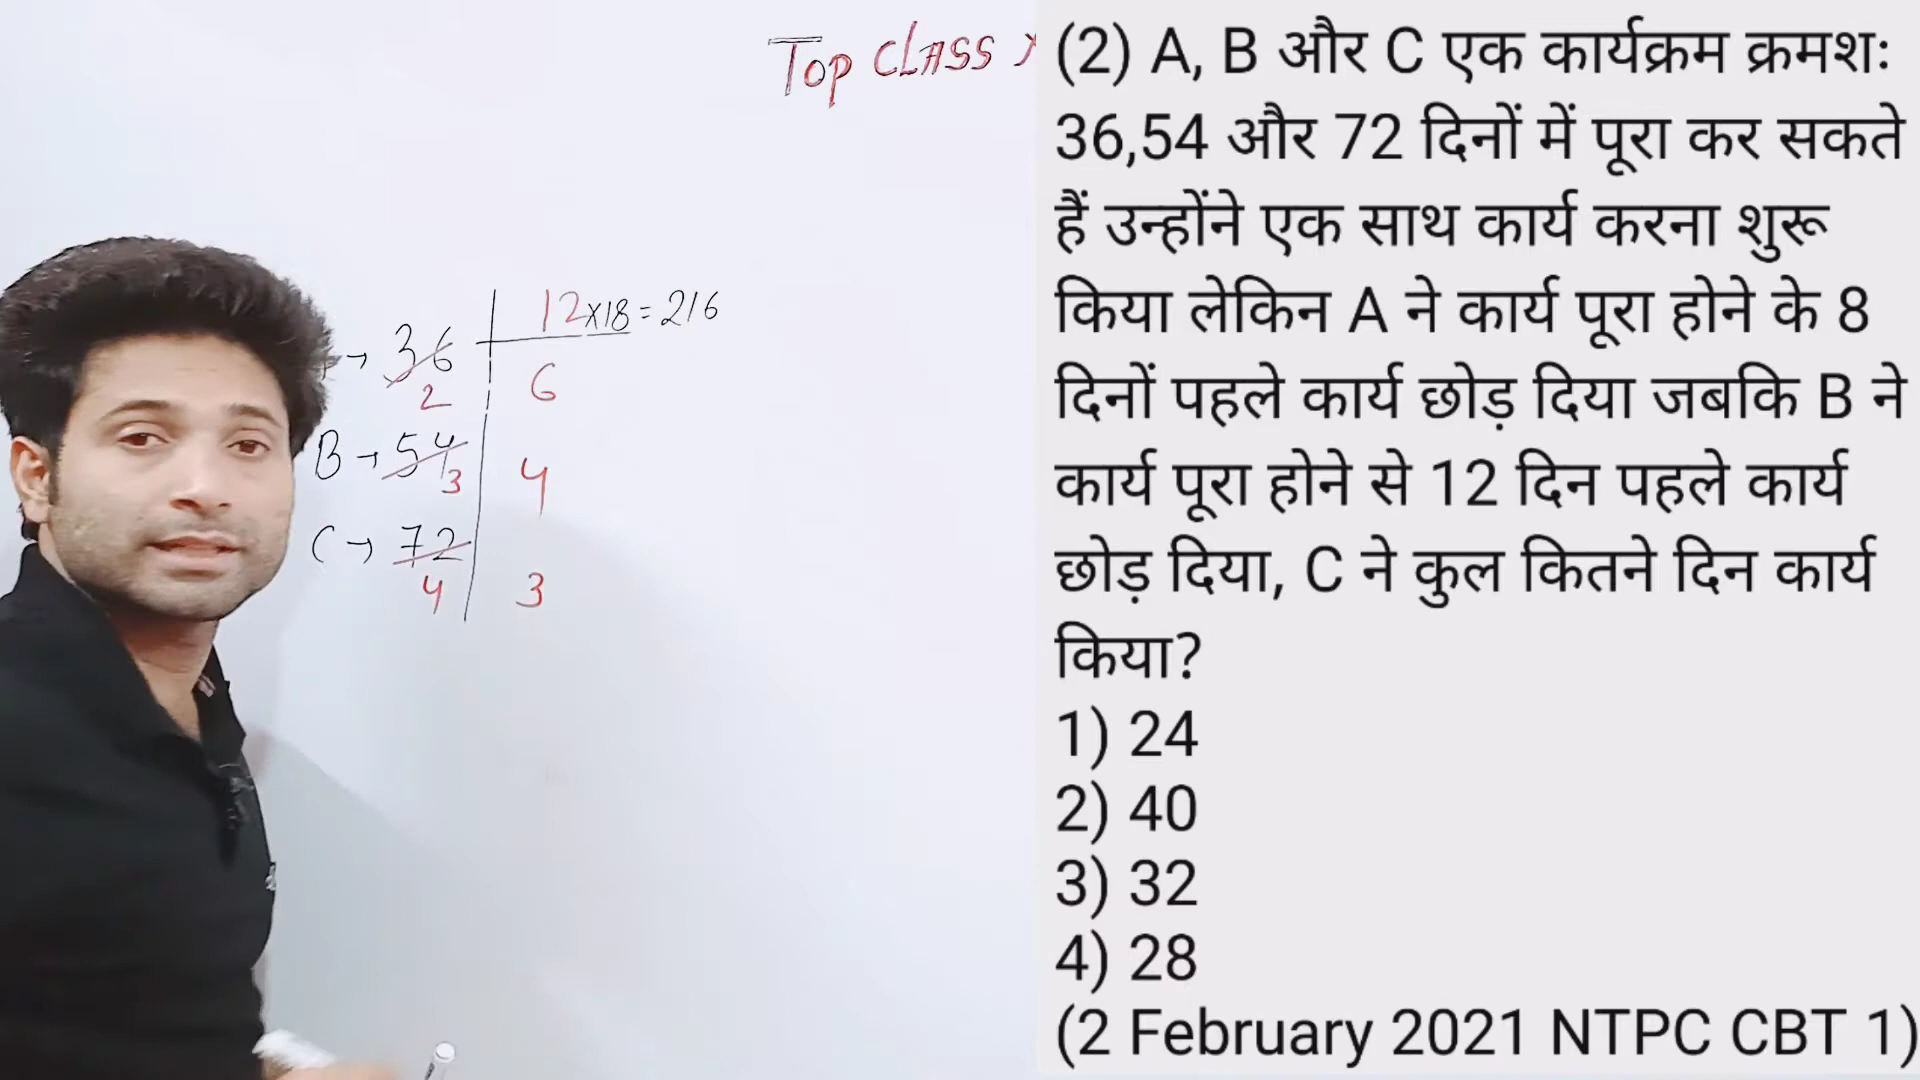 Top CLASS
12x18=216
→ 36
2
6
B → 54
3
4
C → 72
4
3
(2) A, B और C एक कार्यक्रम क्रमशः
36,54 और 72 दिनों में पूरा कर सकते
हैं उन्होंने एक साथ कार्य करना शुरू
किया लेकिन A ने कार्य पूरा होने के 8
दिनों पहले कार्य छोड़ दिया जबकि B ने
कार्य पूरा होने से 12 दिन पहले कार्य
छोड़ दिया, C ने कुल कितने दिन कार्य
किया?
1) 24
2) 40
3) 32
4) 28
(2 February 2021 NTPC CBT 1)